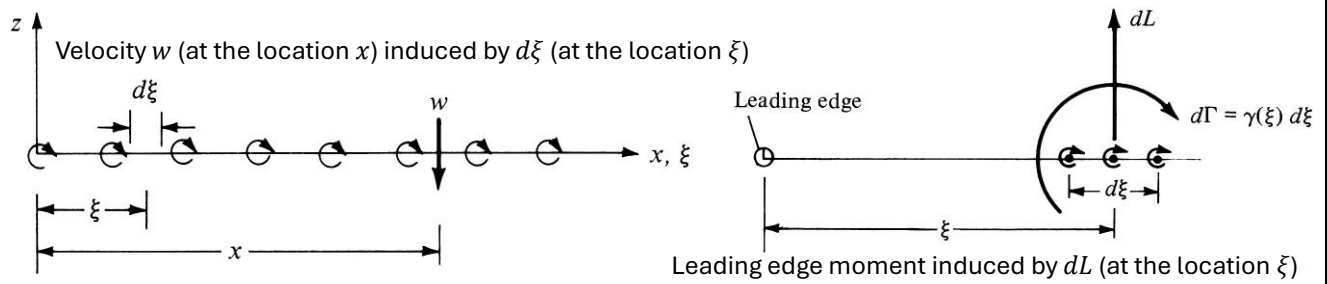 z
Velocity w (at the location x) induced by dξ (at the location ξ)
dξ
w
x, ξ
ξ
x
dL
Leading edge
dΓ = γ(ξ) dξ
dξ
ξ
Leading edge moment induced by dL (at the location ξ)